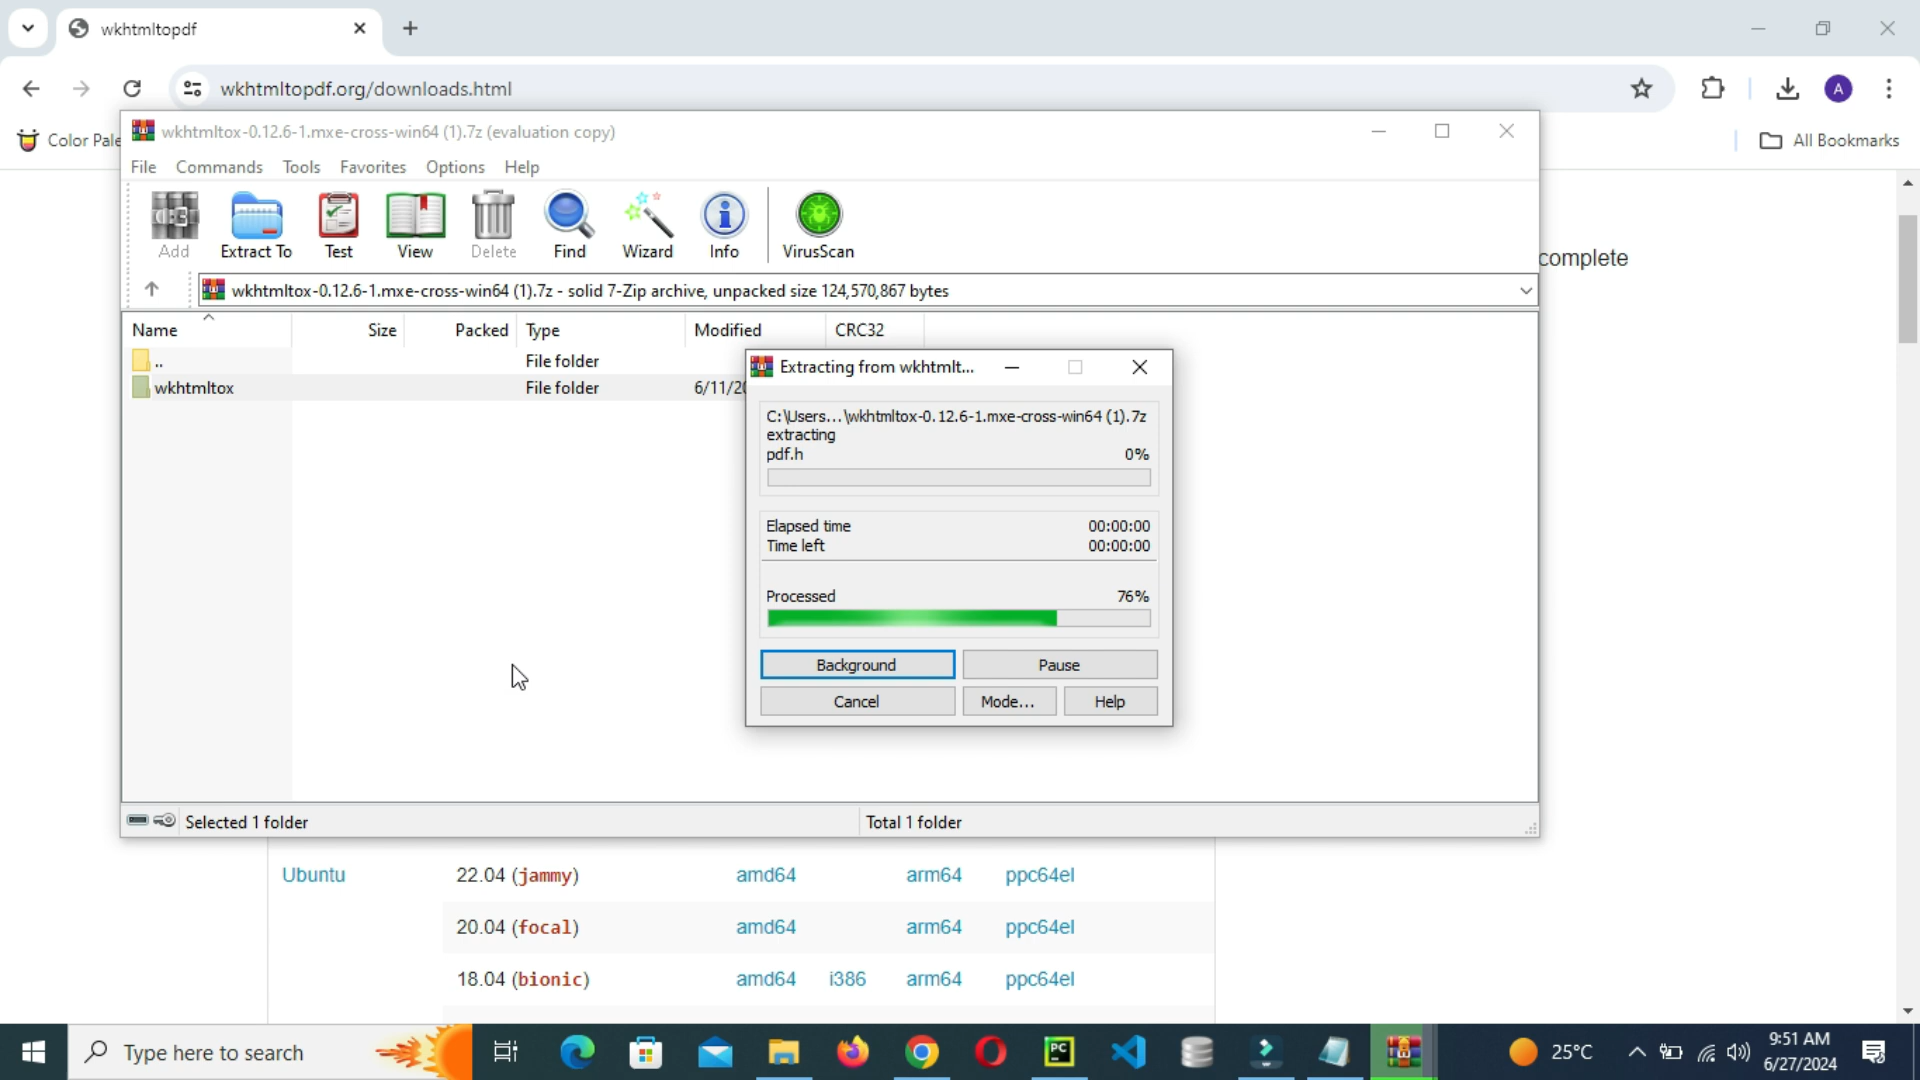 wkhtmltopdf
wkhtmltopdf.org/downloads.html
A
Color Pale
All Bookmarks
wkhtmltox-0.12.6-1.mxe-cross-win64 (1).7z (evaluation copy)
File Commands Tools Favorites Options Help
Add Extract To Test View Delete Find Wizard Info VirusScan
wkhtmltox-0.12.6-1.mxe-cross-win64 (1).7z - solid 7-Zip archive, unpacked size 124,570,867 bytes
complete
Name Size Packed Type Modified CRC32
.. File folder
wkhtmltox File folder 6/11/20
Extracting from wkhtmlt...
C:\Users...\wkhtmltox-0.12.6-1.mxe-cross-win64 (1).7z
extracting
pdf.h 0%
Elapsed time 00:00:00
Time left 00:00:00
Processed 76%
Background Pause
Cancel Mode... Help
Selected 1 folder Total 1 folder
Ubuntu 22.04 (jammy) amd64 arm64 ppc64el
20.04 (focal) amd64 arm64 ppc64el
18.04 (bionic) amd64 i386 arm64 ppc64el
Type here to search
PC
25°C
9:51 AM
6/27/2024